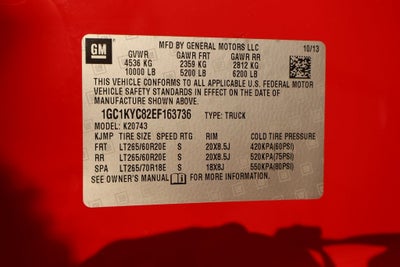 GM
MFD BY GENERAL MOTORS LLC 10/13
GVWR GAWR FRT GAWR RR
4536 KG 2359 KG 2812 KG
10000 LB 5200 LB 6200 LB
THIS VEHICLE CONFORMS TO ALL APPLICABLE U.S. FEDERAL MOTOR
VEHICLE SAFETY STANDARDS IN EFFECT ON THE DATE OF
MANUFACTURE SHOWN ABOVE.
1GC1KYC82EF163736 TYPE: TRUCK
MODEL: K20743
KJMP TIRE SIZE SPEED RTG RIM COLD TIRE PRESSURE
FRT LT265/60R20E S 20X8.5J 420KPA(60PSI)
RR LT265/60R20E S 20X8.5J 520KPA(75PSI)
SPA LT265/70R18E S 18X8J 550KPA(80PSI)
SEE OWNER'S MANUAL FOR MORE INFORMATION.